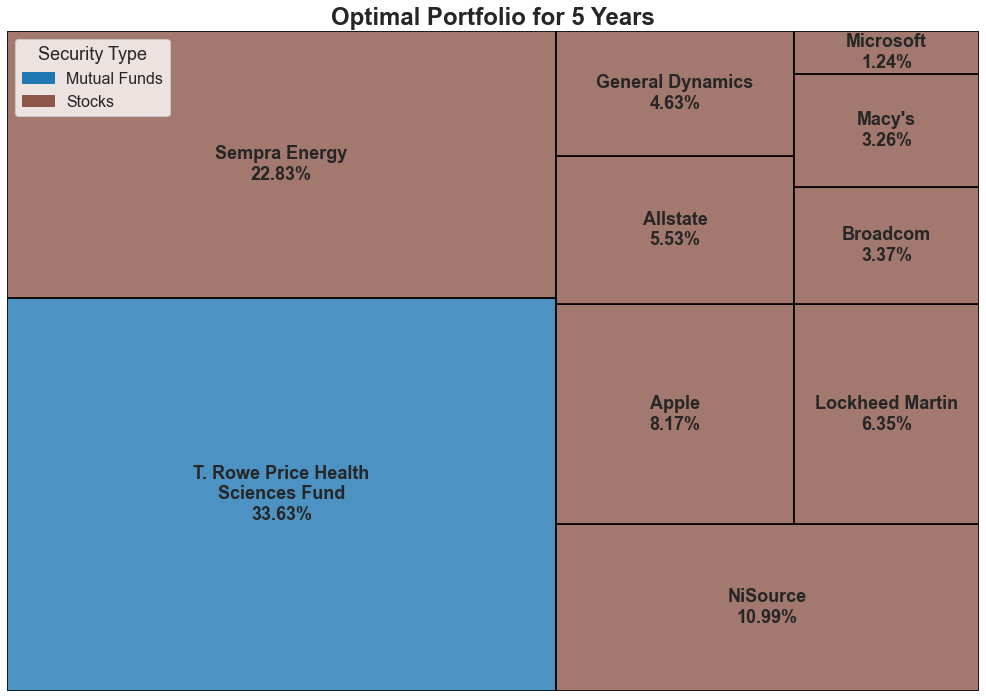 Optimal Portfolio for 5 Years
Security Type
Mutual Funds
Stocks
Sempra Energy
22.83%
T. Rowe Price Health
Sciences Fund
33.63%
General Dynamics
4.63%
Allstate
5.53%
Apple
8.17%
Microsoft
1.24%
Macy's
3.26%
Broadcom
3.37%
Lockheed Martin
6.35%
NiSource
10.99%